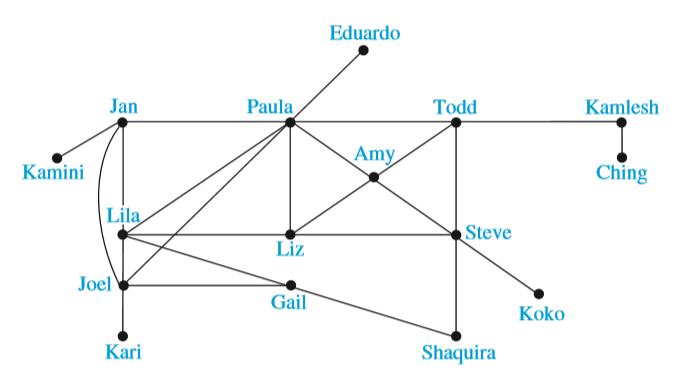 Eduardo
Jan
Paula
Todd
Kamlesh
Amy
Kamini
Ching
Lila
Liz
Steve
Joel
Gail
Koko
Kari
Shaquira